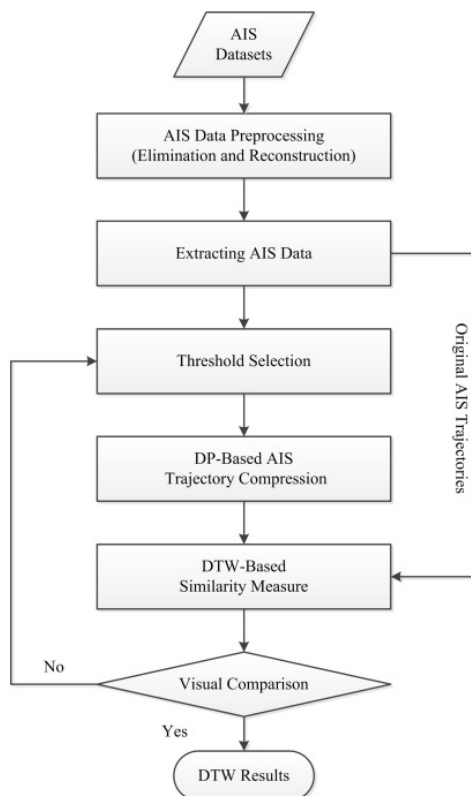 AIS
Datasets
AIS Data Preprocessing
(Elimination and Reconstruction)
Extracting AIS Data
Original AIS Trajectories
Threshold Selection
DP-Based AIS
Trajectory Compression
DTW-Based
Similarity Measure
No
Visual Comparison
Yes
DTW Results